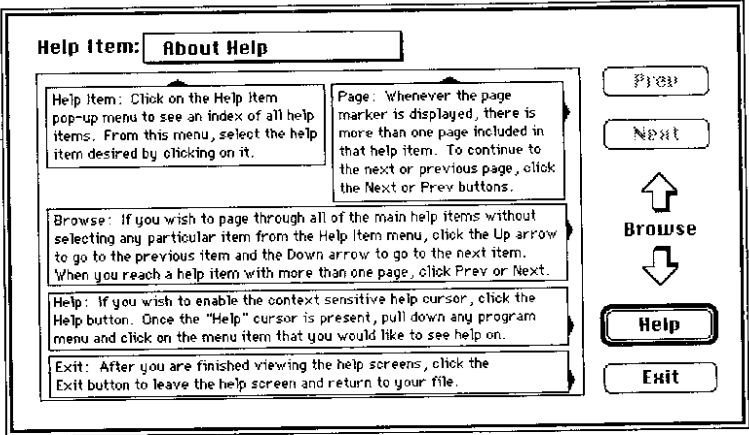 Help Item: About Help
Help Item: Click on the Help Item
pop-up menu to see an index of all help
items. From this menu, select the help
item desired by clicking on it.
Page: Whenever the page
marker is displayed, there is
more than one page included in
that help item. To continue to
the next or previous page, click
the Next or Prev buttons.
Browse: If you wish to page through all of the main help items without
selecting any particular item from the Help Item menu, click the Up arrow
to go to the previous item and the Down arrow to go to the next item.
When you reach a help item with more than one page, click Prev or Next.
Help: If you wish to enable the context sensitive help cursor, click the
Help button. Once the "Help" cursor is present, pull down any program
menu and click on the menu item that you would like to see help on.
Exit: After you are finished viewing the help screens, click the
Exit button to leave the help screen and return to your file.
Prev
Next
Browse
Help
Exit